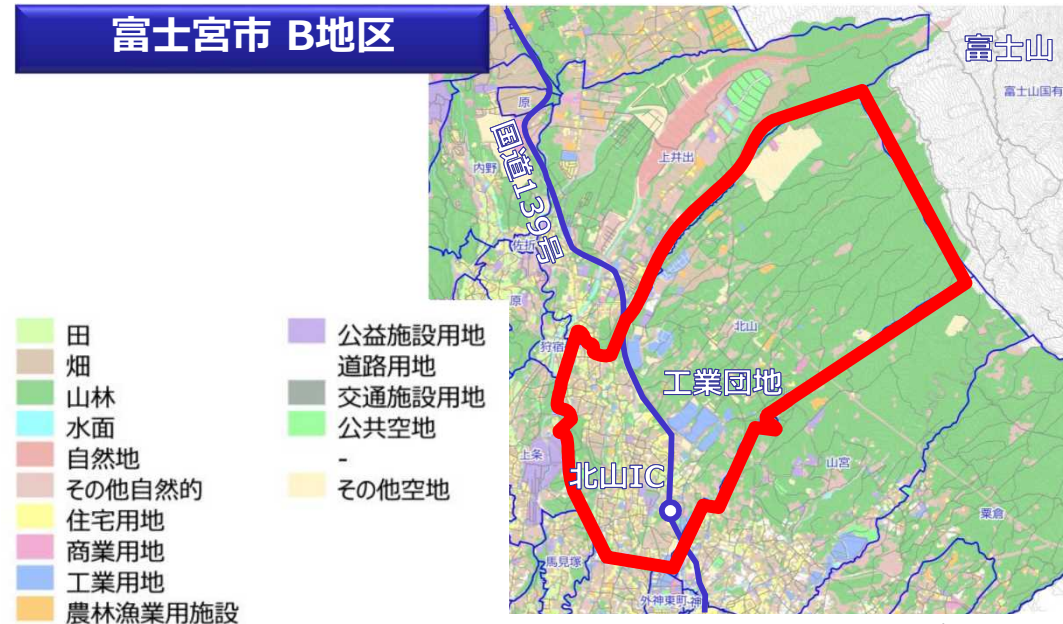 富士宮市 B地区
富士山
富士山国有
原
国道139号
内野
上井出
佐折
原
狩宿
北山
工業団地
上条
北山IC
山宮
粟倉
馬見塚
外神東町
神
田
畑
山林
水面
自然地
その他自然的
住宅用地
商業用地
工業用地
農林漁業用施設
公益施設用地
道路用地
交通施設用地
公共空地
-
その他空地